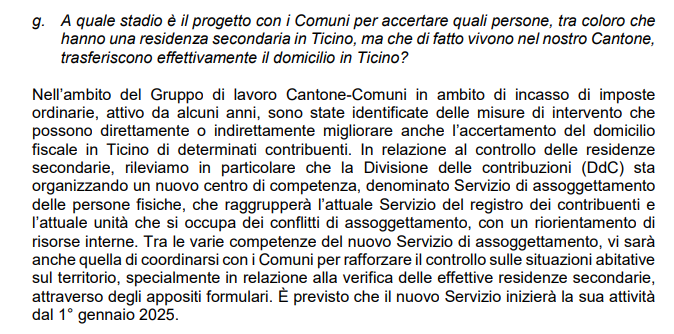 g. A quale stadio è il progetto con i Comuni per accertare quali persone, tra coloro che
hanno una residenza secondaria in Ticino, ma che di fatto vivono nel nostro Cantone,
trasferiscono effettivamente il domicilio in Ticino?
Nell’ambito del Gruppo di lavoro Cantone-Comuni in ambito di incasso di imposte
ordinarie, attivo da alcuni anni, sono state identificate delle misure di intervento che
possono direttamente o indirettamente migliorare anche l’accertamento del domicilio
fiscale in Ticino di determinati contribuenti. In relazione al controllo delle residenze
secondarie, rileviamo in particolare che la Divisione delle contribuzioni (DdC) sta
organizzando un nuovo centro di competenza, denominato Servizio di assoggettamento
delle persone fisiche, che raggrupperà l’attuale Servizio del registro dei contribuenti e
l’attuale unità che si occupa dei conflitti di assoggettamento, con un riorientamento di
risorse interne. Tra le varie competenze del nuovo Servizio di assoggettamento, vi sarà
anche quella di coordinarsi con i Comuni per rafforzare il controllo sulle situazioni abitative
sul territorio, specialmente in relazione alla verifica delle effettive residenze secondarie,
attraverso degli appositi formulari. È previsto che il nuovo Servizio inizierà la sua attività
dal 1° gennaio 2025.